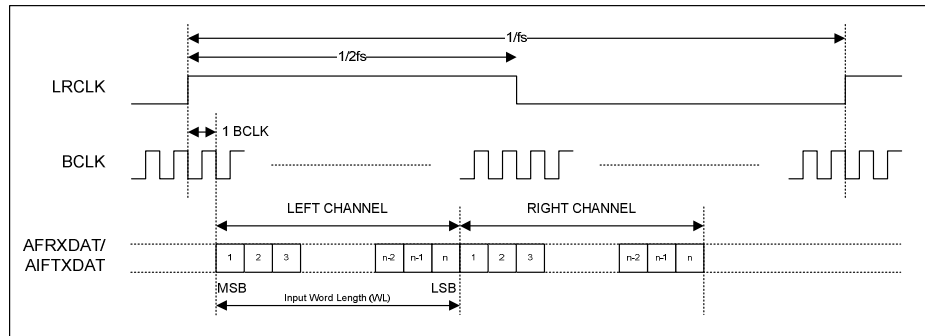 1/fs
1/2fs
LRCLK
1 BCLK
BCLK
LEFT CHANNEL RIGHT CHANNEL
AFRXDAT/
AIFTXDAT
1 2 3 n-2 n-1 n 1 2 3 n-2 n-1 n
MSB LSB
Input Word Length (WL)